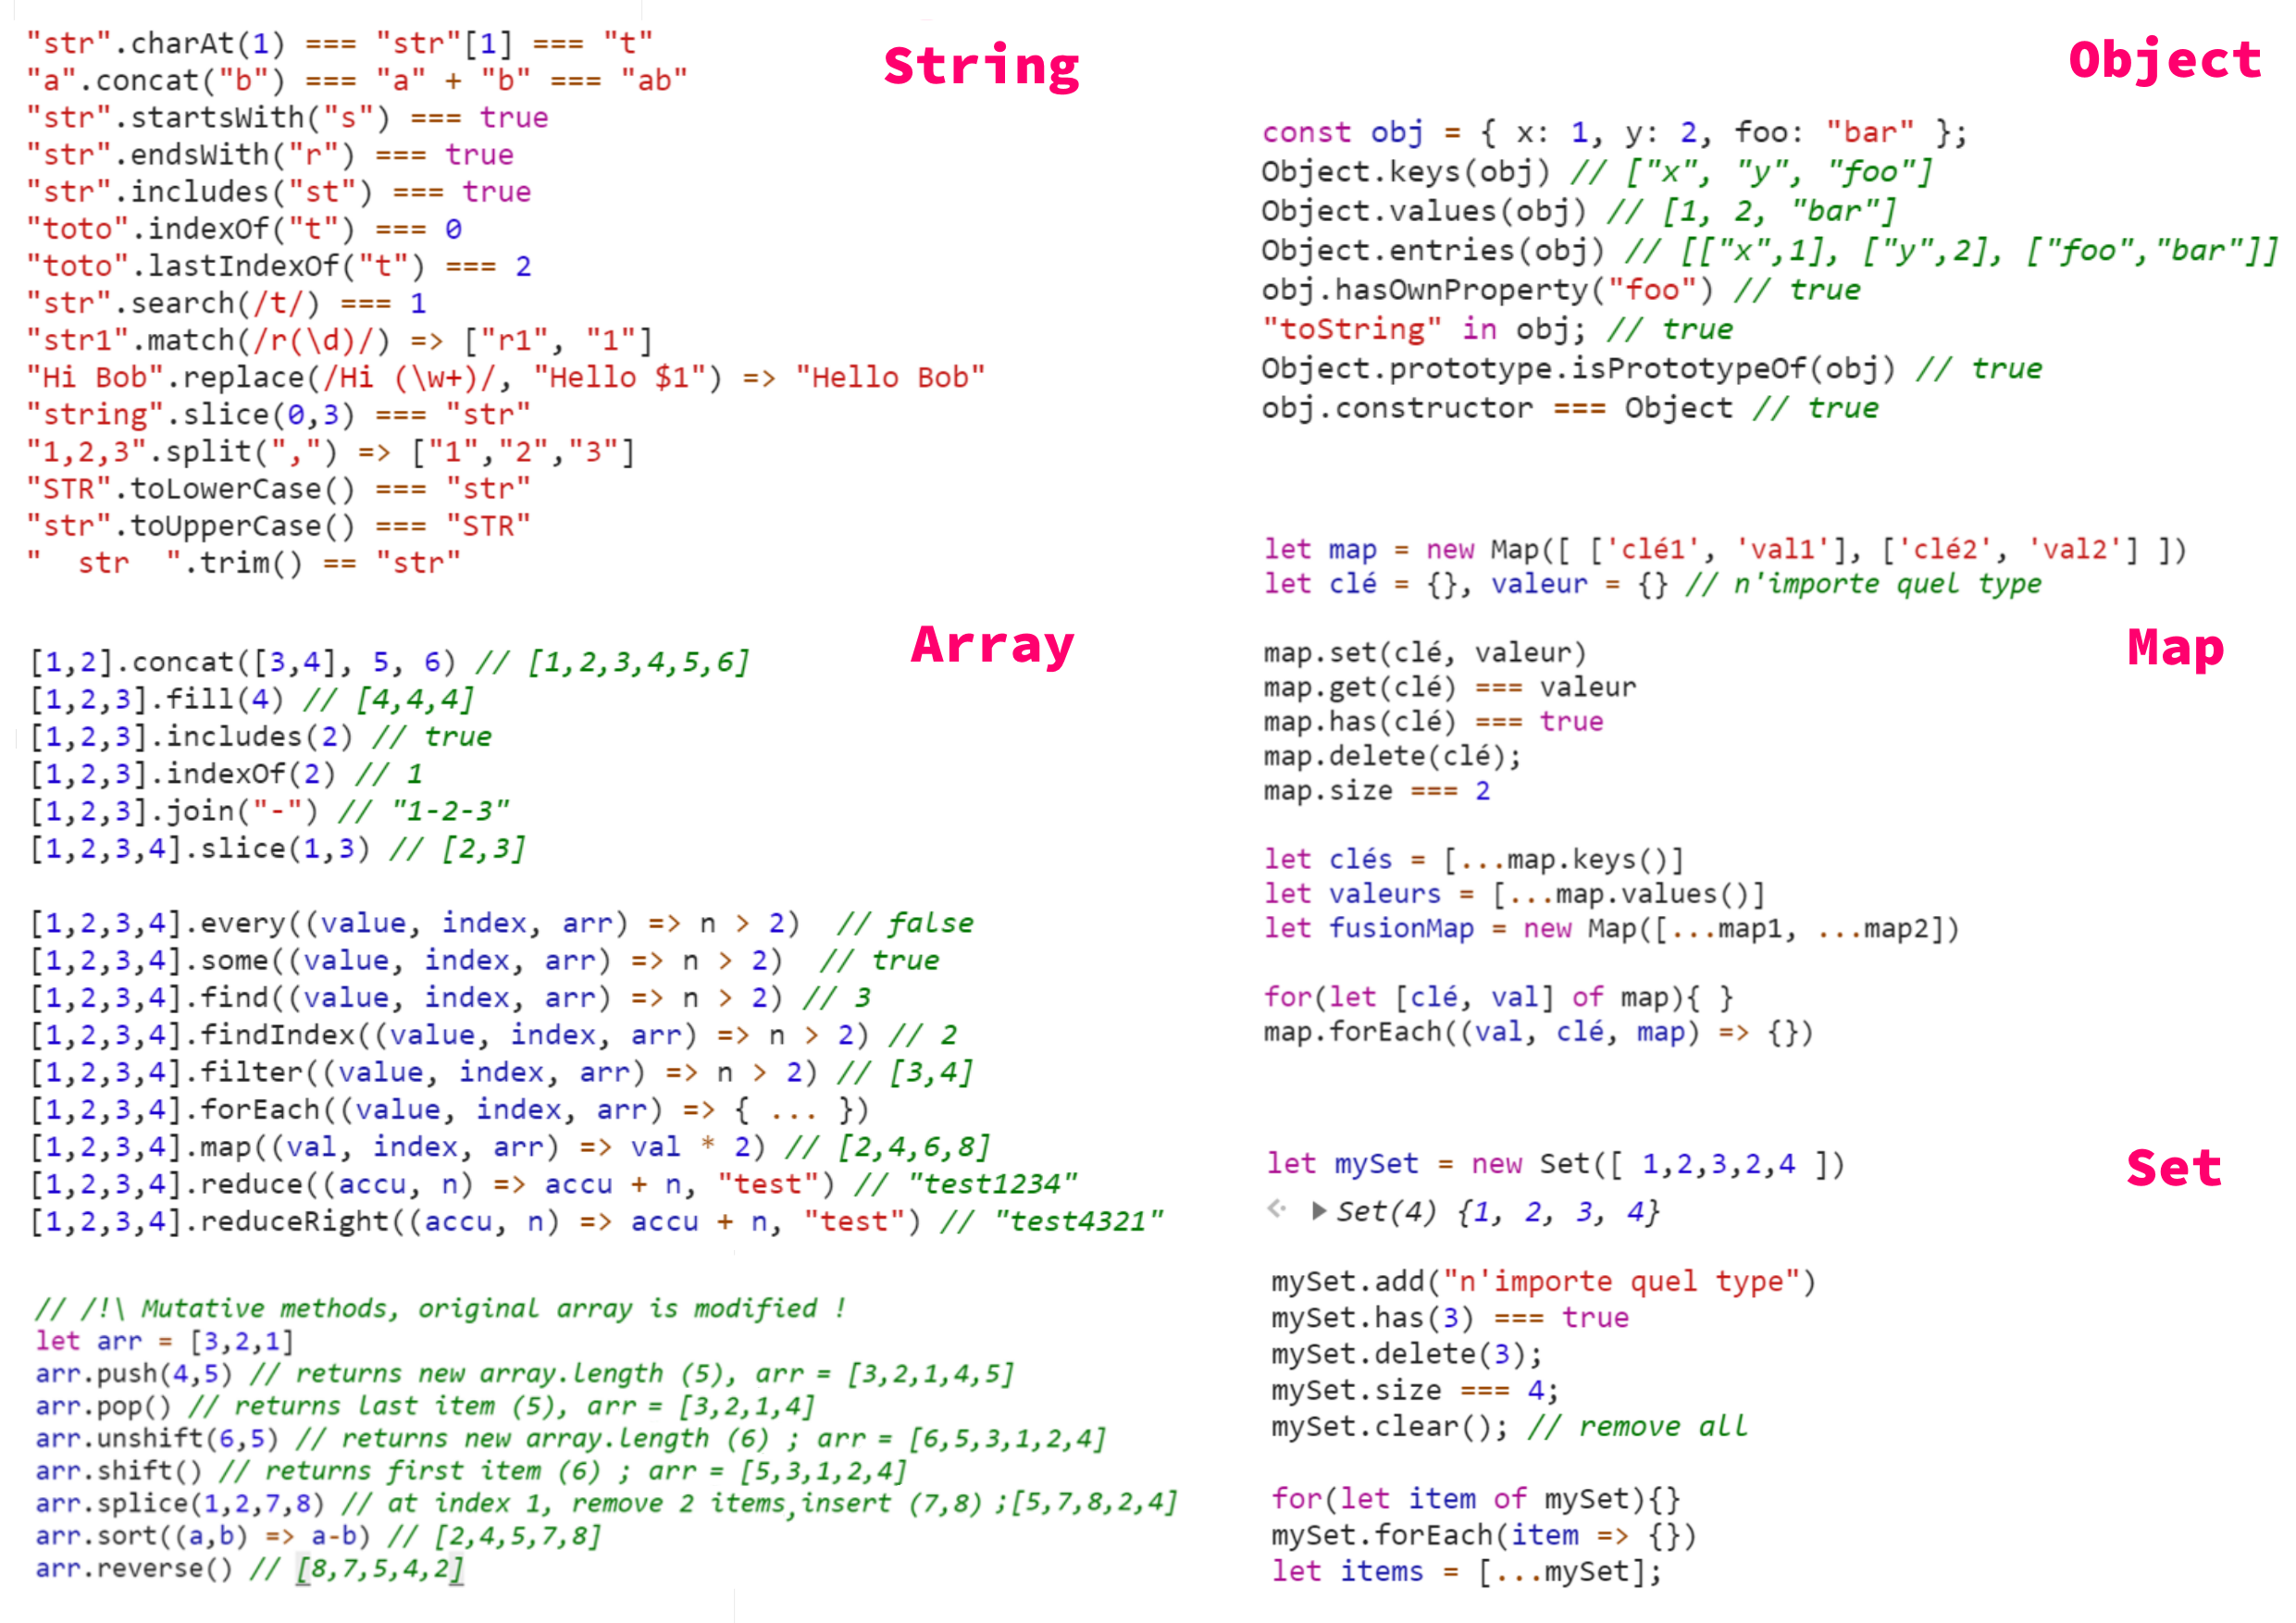 String
"str".charAt(1) === "str"[1] === "t"
"a".concat("b") === "a" + "b" === "ab"
"str".startsWith("s") === true
"str".endsWith("r") === true
"str".includes("st") === true
"toto".indexOf("t") === 0
"toto".lastIndexOf("t") === 2
"str".search(/t/) === 1
"str1".match(/r(\d)/) => ["r1", "1"]
"Hi Bob".replace(/Hi (\w+)/, "Hello $1") => "Hello Bob"
"string".slice(0,3) === "str"
"1,2,3".split(",") => ["1","2","3"]
"STR".toLowerCase() === "str"
"str".toUpperCase() === "STR"
"  str  ".trim() == "str"
Array
[1,2].concat([3,4], 5, 6) // [1,2,3,4,5,6]
[1,2,3].fill(4) // [4,4,4]
[1,2,3].includes(2) // true
[1,2,3].indexOf(2) // 1
[1,2,3].join("-") // "1-2-3"
[1,2,3,4].slice(1,3) // [2,3]
[1,2,3,4].every((value, index, arr) => n > 2)  // false
[1,2,3,4].some((value, index, arr) => n > 2)  // true
[1,2,3,4].find((value, index, arr) => n > 2) // 3
[1,2,3,4].findIndex((value, index, arr) => n > 2) // 2
[1,2,3,4].filter((value, index, arr) => n > 2) // [3,4]
[1,2,3,4].forEach((value, index, arr) => { ... })
[1,2,3,4].map((val, index, arr) => val * 2) // [2,4,6,8]
[1,2,3,4].reduce((accu, n) => accu + n, "test") // "test1234"
[1,2,3,4].reduceRight((accu, n) => accu + n, "test") // "test4321"
// /!\ Mutative methods, original array is modified !
let arr = [3,2,1]
arr.push(4,5) // returns new array.length (5), arr = [3,2,1,4,5]
arr.pop() // returns last item (5), arr = [3,2,1,4]
arr.unshift(6,5) // returns new array.length (6) ; arr = [6,5,3,1,2,4]
arr.shift() // returns first item (6) ; arr = [5,3,1,2,4]
arr.splice(1,2,7,8) // at index 1, remove 2 items,insert (7,8) ;[5,7,8,2,4]
arr.sort((a,b) => a-b) // [2,4,5,7,8]
arr.reverse() // [8,7,5,4,2]
Object
const obj = { x: 1, y: 2, foo: "bar" };
Object.keys(obj) // ["x", "y", "foo"]
Object.values(obj) // [1, 2, "bar"]
Object.entries(obj) // [["x",1], ["y",2], ["foo","bar"]]
obj.hasOwnProperty("foo") // true
"toString" in obj; // true
Object.prototype.isPrototypeOf(obj) // true
obj.constructor === Object // true
Map
let map = new Map([ ['clé1', 'val1'], ['clé2', 'val2'] ])
let clé = {}, valeur = {} // n'importe quel type
map.set(clé, valeur)
map.get(clé) === valeur
map.has(clé) === true
map.delete(clé);
map.size === 2
let clés = [...map.keys()]
let valeurs = [...map.values()]
let fusionMap = new Map([...map1, ...map2])
for(let [clé, val] of map){ }
map.forEach((val, clé, map) => {})
Set
let mySet = new Set([ 1,2,3,2,4 ])
Set(4) {1, 2, 3, 4}
mySet.add("n'importe quel type")
mySet.has(3) === true
mySet.delete(3);
mySet.size === 4;
mySet.clear(); // remove all
for(let item of mySet){}
mySet.forEach(item => {})
let items = [...mySet];